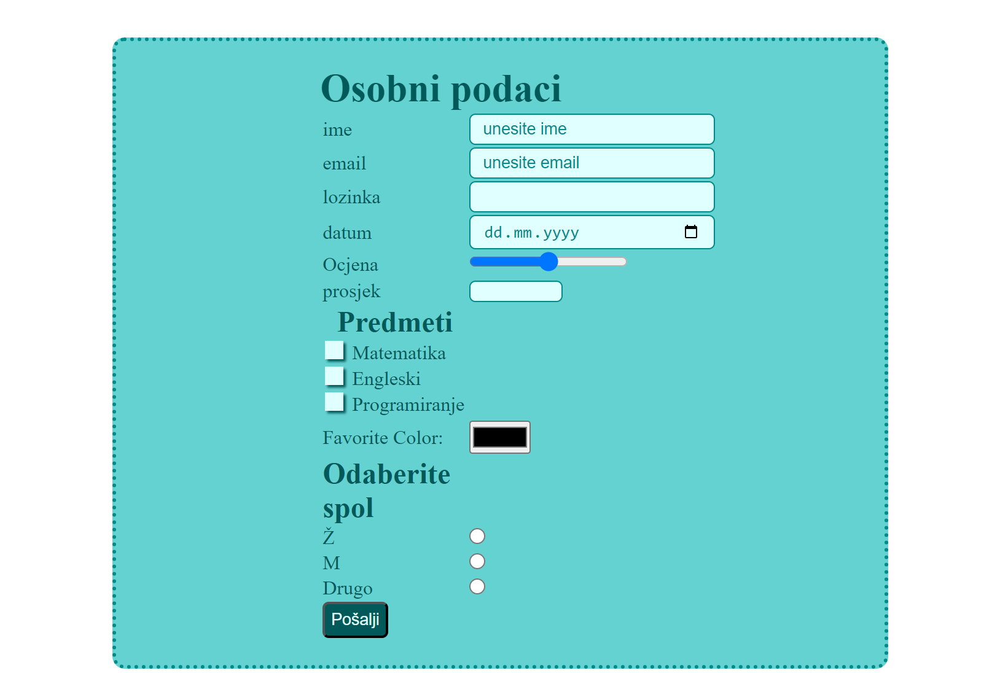 Osobni podaci
ime unesite ime
email unesite email
lozinka
datum dd.mm.yyyy
Ocjena
prosjek
Predmeti
Matematika
Engleski
Programiranje
Favorite Color:
Odaberite
spol
Ž
M
Drugo
Pošalji